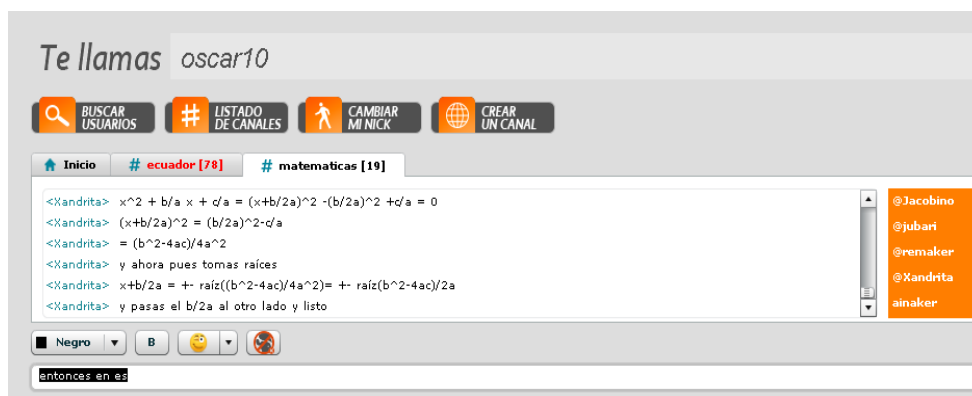 Te llamas oscar10
BUSCAR
USUARIOS
LISTADO
DE CANALES
CAMBIAR
MI NICK
CREAR
UN CANAL
Inicio
# ecuador [78]
# matematicas [19]
<Xandrita> x^2 + b/a x + c/a = (x+b/2a)^2 -(b/2a)^2 +c/a = 0
<Xandrita> (x+b/2a)^2 = (b/2a)^2-c/a
<Xandrita> = (b^2-4ac)/4a^2
<Xandrita> y ahora pues tomas raíces
<Xandrita> x+b/2a = +- raíz((b^2-4ac)/4a^2)= +- raíz(b^2-4ac)/2a
<Xandrita> y pasas el b/2a al otro lado y listo
@Jacobino
@jubari
@remaker
@Xandrita
ainaker
Negro
B
entonces en es